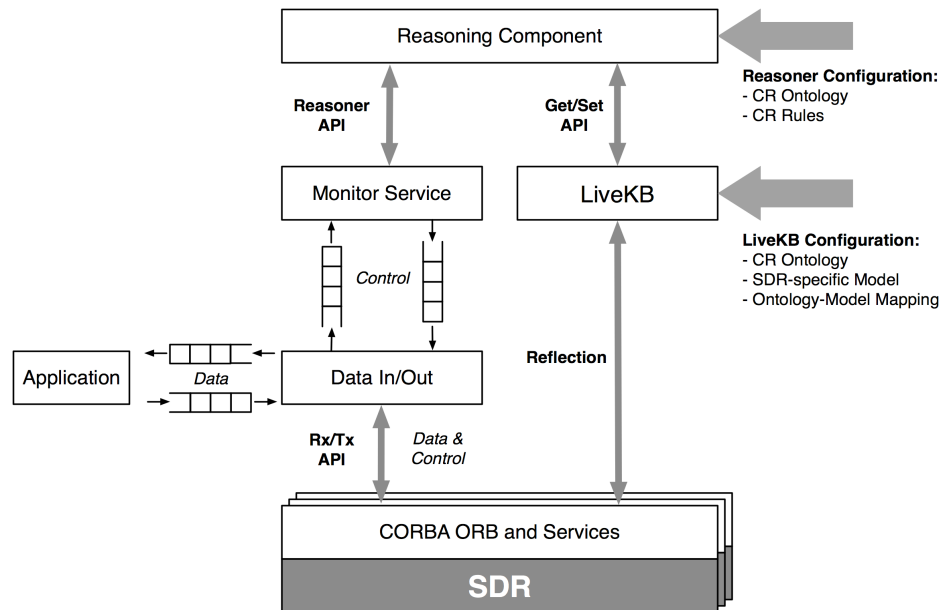 Reasoning Component
Reasoner Configuration:
- CR Ontology
- CR Rules
Reasoner
API
Get/Set
API
Monitor Service
LiveKB
LiveKB Configuration:
- CR Ontology
- SDR-specific Model
- Ontology-Model Mapping
Control
Reflection
Application
Data
Data In/Out
Rx/Tx
API
Data &
Control
CORBA ORB and Services
SDR